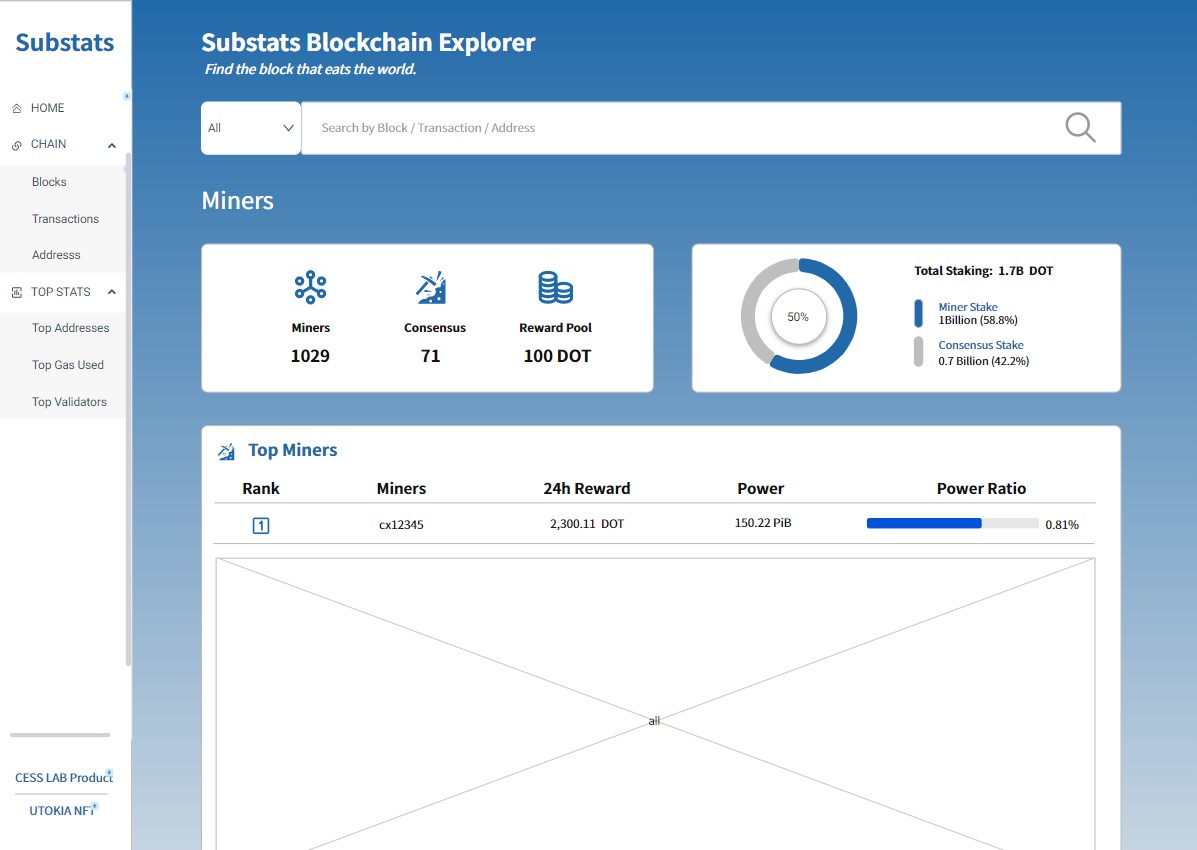 Substats
HOME
CHAIN
Blocks
Transactions
Addresss
TOP STATS
Top Addresses
Top Gas Used
Top Validators
CESS LAB Product
UTOKIA NFT
Substats Blockchain Explorer
Find the block that eats the world.
All
Search by Block / Transaction / Address
Miners
Miners
Consensus
Reward Pool
1029
71
100 DOT
50%
Total Staking: 1.7B DOT
Miner Stake
1Billion (58.8%)
Consensus Stake
0.7 Billion (42.2%)
Top Miners
Rank Miners 24h Reward Power Power Ratio
1 cx12345 2,300.11 DOT 150.22 PiB 0.81%
all